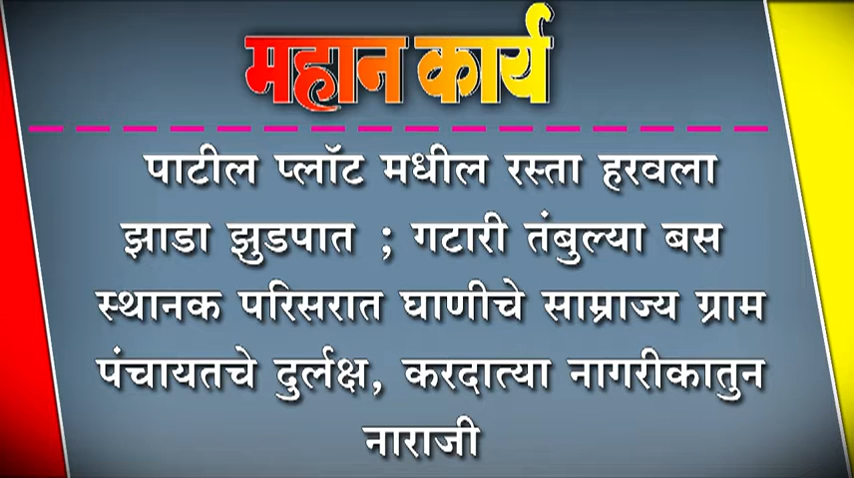 महान कार्य
पाटील प्लॉट मधील रस्ता हरवला
झाडा झुडपात ; गटारी तंबुल्या बस
स्थानक परिसरात घाणीचे साम्राज्य ग्राम
पंचायतचे दुर्लक्ष, करदात्या नागरीकातुन
नाराजी